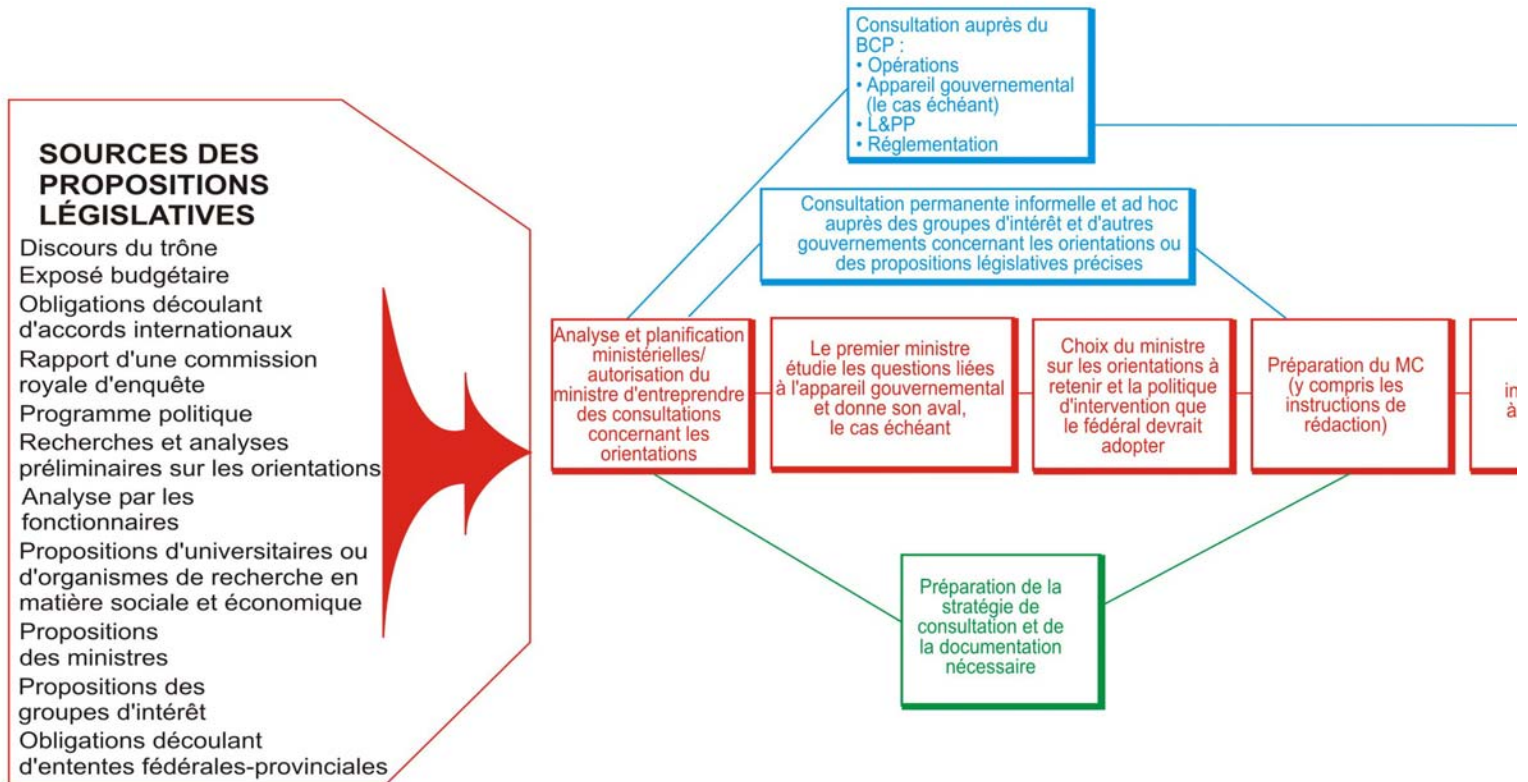 SOURCES DES
PROPOSITIONS
LÉGISLATIVES
Discours du trône
Exposé budgétaire
Obligations découlant
d'accords internationaux
Rapport d'une commission
royale d'enquête
Programme politique
Recherches et analyses
préliminaires sur les orientations
Analyse par les
fonctionnaires
Propositions d'universitaires ou
d'organismes de recherche en
matière sociale et économique
Propositions
des ministres
Propositions des
groupes d'intérêt
Obligations découlant
d'ententes fédérales-provinciales
Consultation auprès du
BCP :
• Opérations
• Appareil gouvernemental
(le cas échéant)
• L&PP
• Réglementation
Consultation permanente informelle et ad hoc
auprès des groupes d'intérêt et d'autres
gouvernements concernant les orientations ou
des propositions législatives précises
Analyse et planification
ministérielles/
autorisation du
ministre d'entreprendre
des consultations
concernant les
orientations
Le premier ministre
étudie les questions liées
à l'appareil gouvernemental
et donne son aval,
le cas échéant
Choix du ministre
sur les orientations à
retenir et la politique
d'intervention que
le fédéral devrait
adopter
Préparation du MC
(y compris les
instructions de
rédaction)
in
à
Préparation de la
stratégie de
consultation et de
la documentation
nécessaire